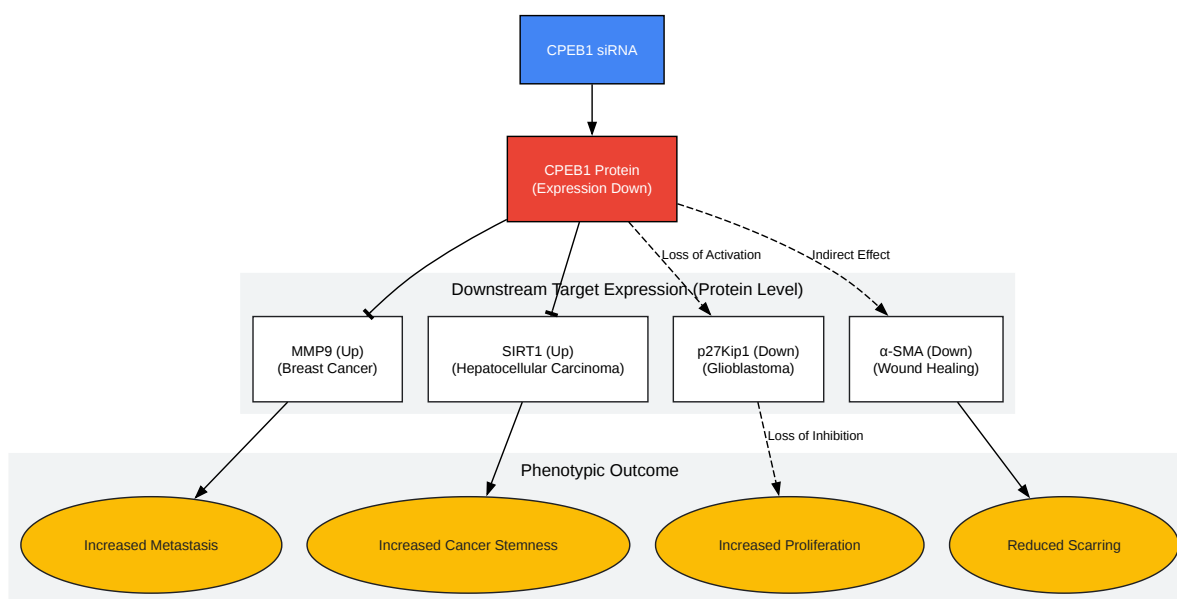 CPEB1 siRNA
CPEB1 Protein
(Expression Down)
Loss of Activation
Indirect Effect
Downstream Target Expression (Protein Level)
MMP9 (Up)
(Breast Cancer)
SIRT1 (Up)
(Hepatocellular Carcinoma)
p27Kip1 (Down)
(Glioblastoma)
α-SMA (Down)
(Wound Healing)
Loss of Inhibition
Phenotypic Outcome
Increased Metastasis
Increased Cancer Stemness
Increased Proliferation
Reduced Scarring